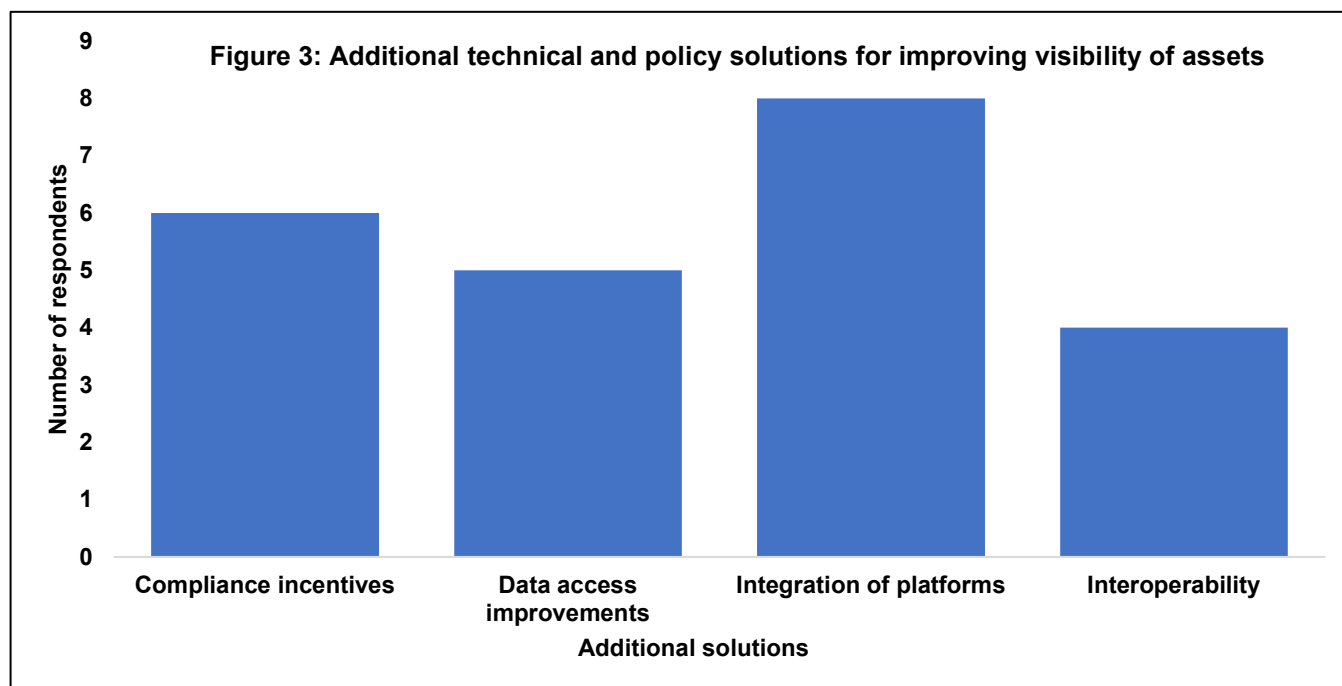 Figure 3: Additional technical and policy solutions for improving visibility of assets
Number of respondents
9
8
7
6
5
4
3
2
1
0
Compliance incentives
Data access
improvements
Integration of platforms
Interoperability
Additional solutions